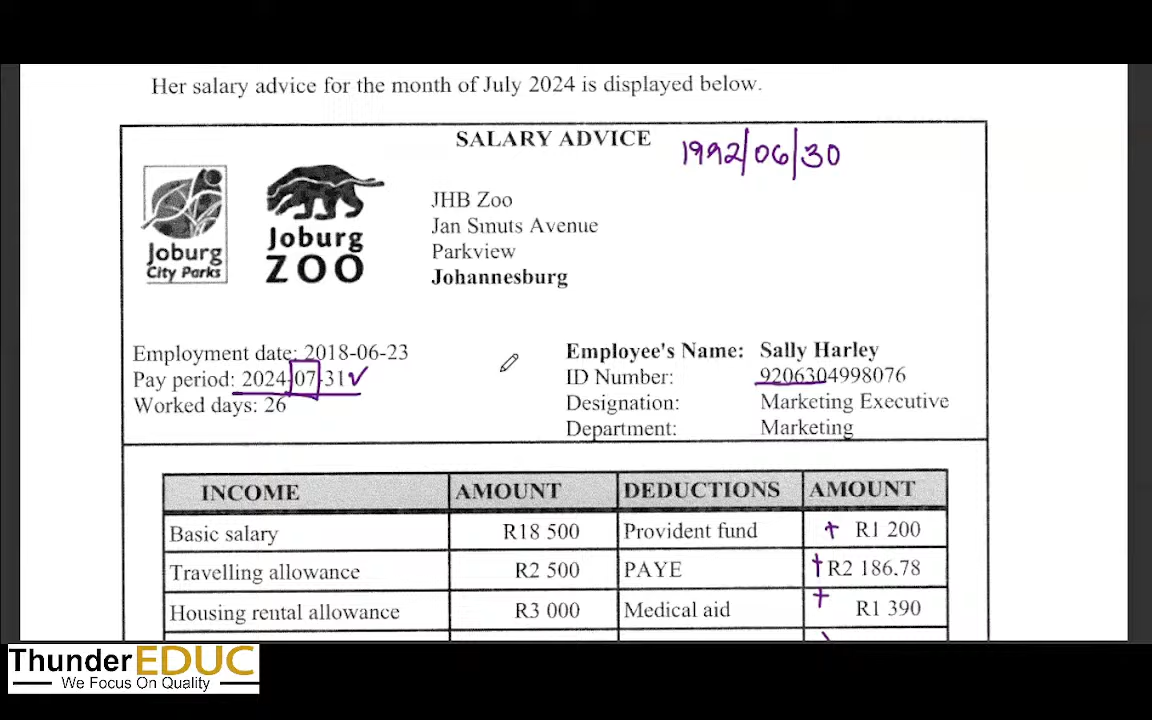 Her salary advice for the month of July 2024 is displayed below.
SALARY ADVICE
1992/06/30
Joburg
City Parks
Joburg
ZOO
JHB Zoo
Jan Smuts Avenue
Parkview
Johannesburg
Employment date: 2018-06-23
Pay period: 2024-07-31
Worked days: 26
Employee's Name: Sally Harley
ID Number: 9206304998076
Designation: Marketing Executive
Department: Marketing
INCOME AMOUNT DEDUCTIONS AMOUNT
Basic salary R18 500 Provident fund + R1 200
Travelling allowance R2 500 PAYE + R2 186.78
Housing rental allowance R3 000 Medical aid + R1 390
ThunderEDUC
We Focus On Quality